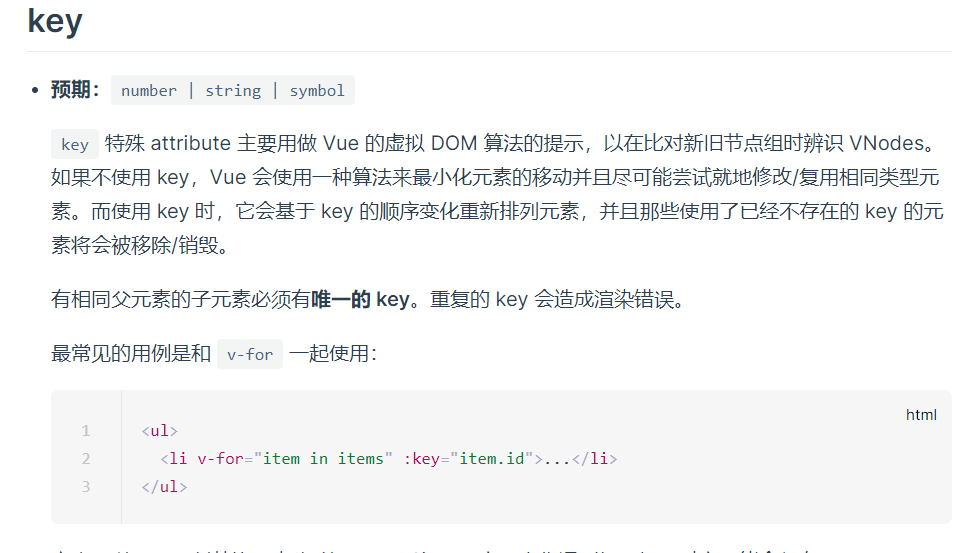 key
预期： number | string | symbol
key 特殊 attribute 主要用做 Vue 的虚拟 DOM 算法的提示，以在比对新旧节点组时辨识 VNodes。
如果不使用 key，Vue 会使用一种算法来最小化元素的移动并且尽可能尝试就地修改/复用相同类型元
素。而使用 key 时，它会基于 key 的顺序变化重新排列元素，并且那些使用了已经不存在的 key 的元
素将会被移除/销毁。
有相同父元素的子元素必须有唯一的 key。重复的 key 会造成渲染错误。
最常见的用例是和 v-for 一起使用：
html
1 <ul>
2 <li v-for="item in items" :key="item.id">...</li>
3 </ul>